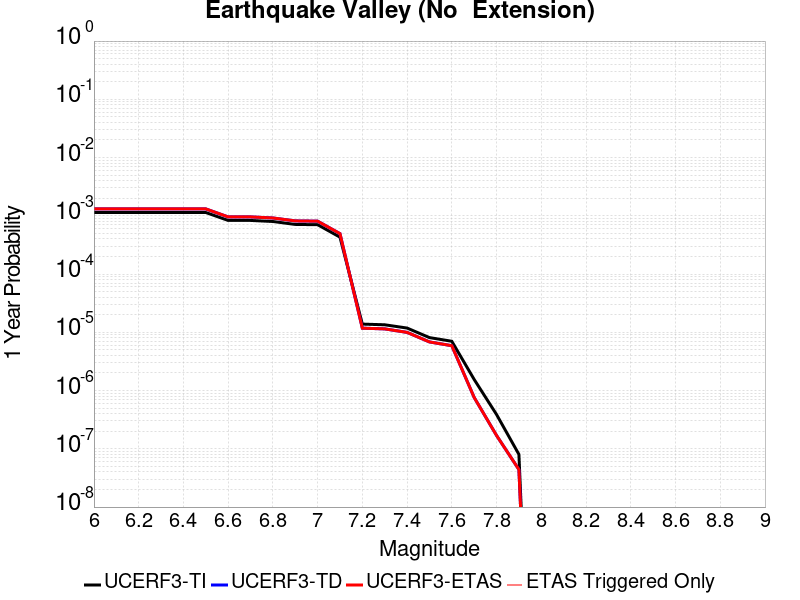 Earthquake Valley (No  Extension)
10 0
10 -1
10 -2
10 -3
10 -4
10 -5
10 -6
10 -7
10 -8
1 Year Probability
6 6.2 6.4 6.6 6.8 7 7.2 7.4 7.6 7.8 8 8.2 8.4 8.6 8.8 9
Magnitude
UCERF3-TI UCERF3-TD UCERF3-ETAS ETAS Triggered Only